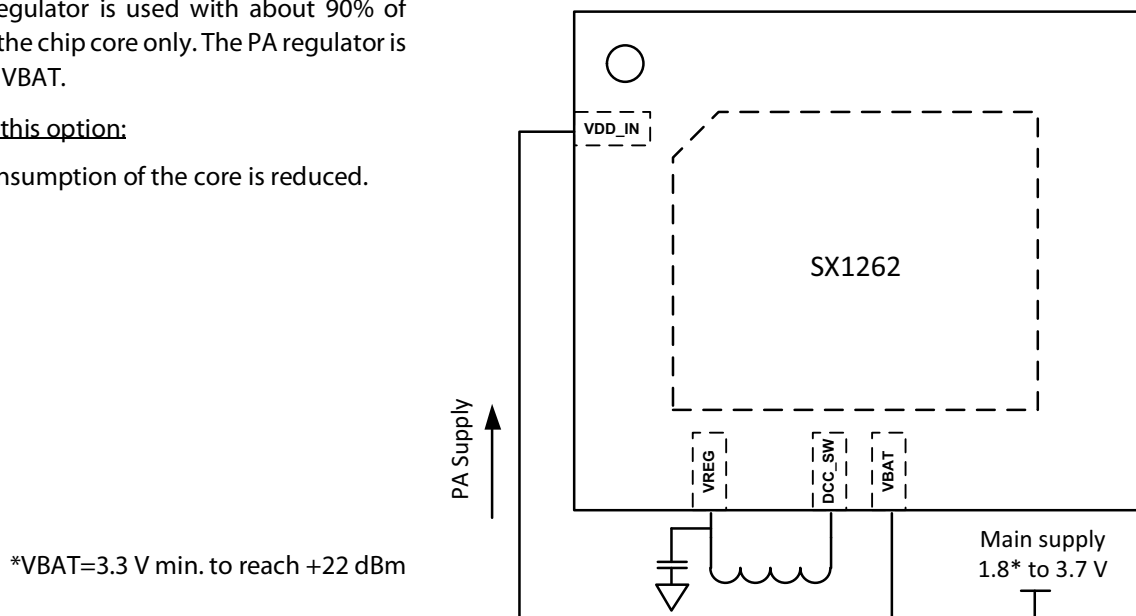 egulator is used with about 90% of
the chip core only. The PA regulator is
VBAT.
this option:
nsumption of the core is reduced.
*VBAT=3.3 V min. to reach +22 dBm
PA Supply
VDD_IN
SX1262
VREG
DCC_SW
VBAT
Main supply
1.8* to 3.7 V